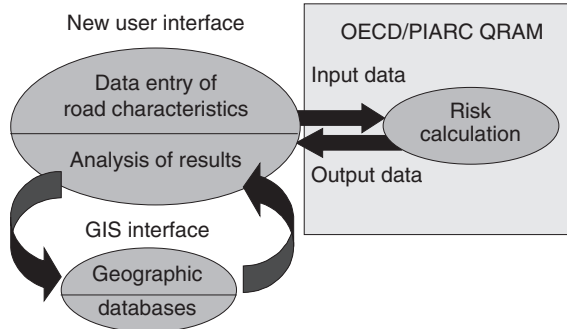 New user interface
OECD/PIARC QRAM
Data entry of
road characteristics
Analysis of results
Input data
Risk
calculation
Output data
GIS interface
Geographic
databases